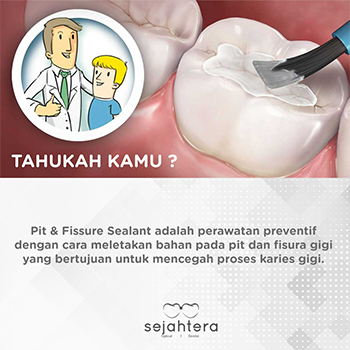 TAHUKAH KAMU ?
Pit & Fissure Sealant adalah perawatan preventif
dengan cara meletakan bahan pada pit dan fisura gigi
yang bertujuan untuk mencegah proses karies gigi.
sejahtera